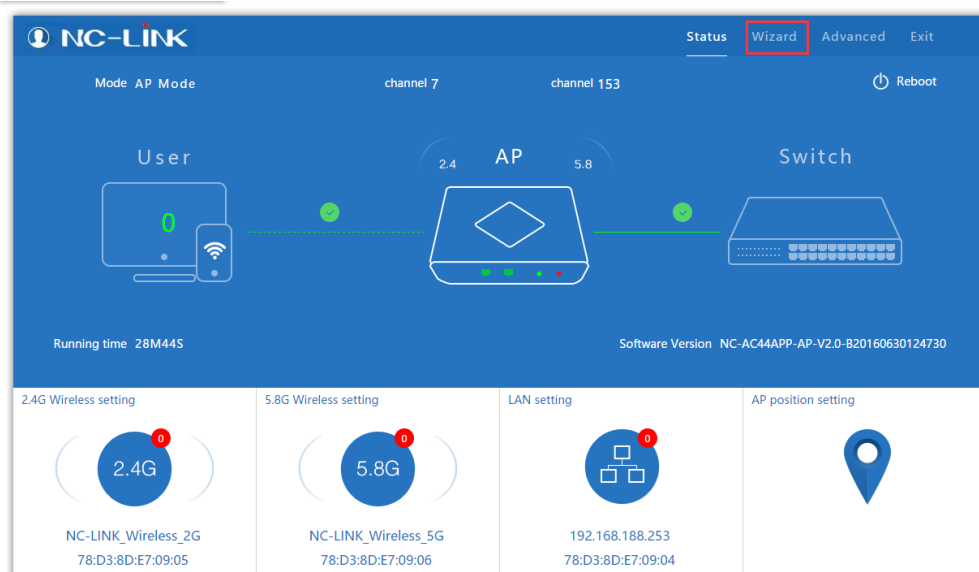 NC-LINK
Status Wizard Advanced Exit
Mode AP Mode channel 7 channel 153 Reboot
User 2.4 AP 5.8 Switch
0
Running time 28M44S Software Version NC-AC44APP-AP-V2.0-B20160630124730
2.4G Wireless setting 5.8G Wireless setting LAN setting AP position setting
0 0 0
2.4G 5.8G
NC-LINK_Wireless_2G NC-LINK_Wireless_5G 192.168.188.253
78:D3:8D:E7:09:05 78:D3:8D:E7:09:06 78:D3:8D:E7:09:04